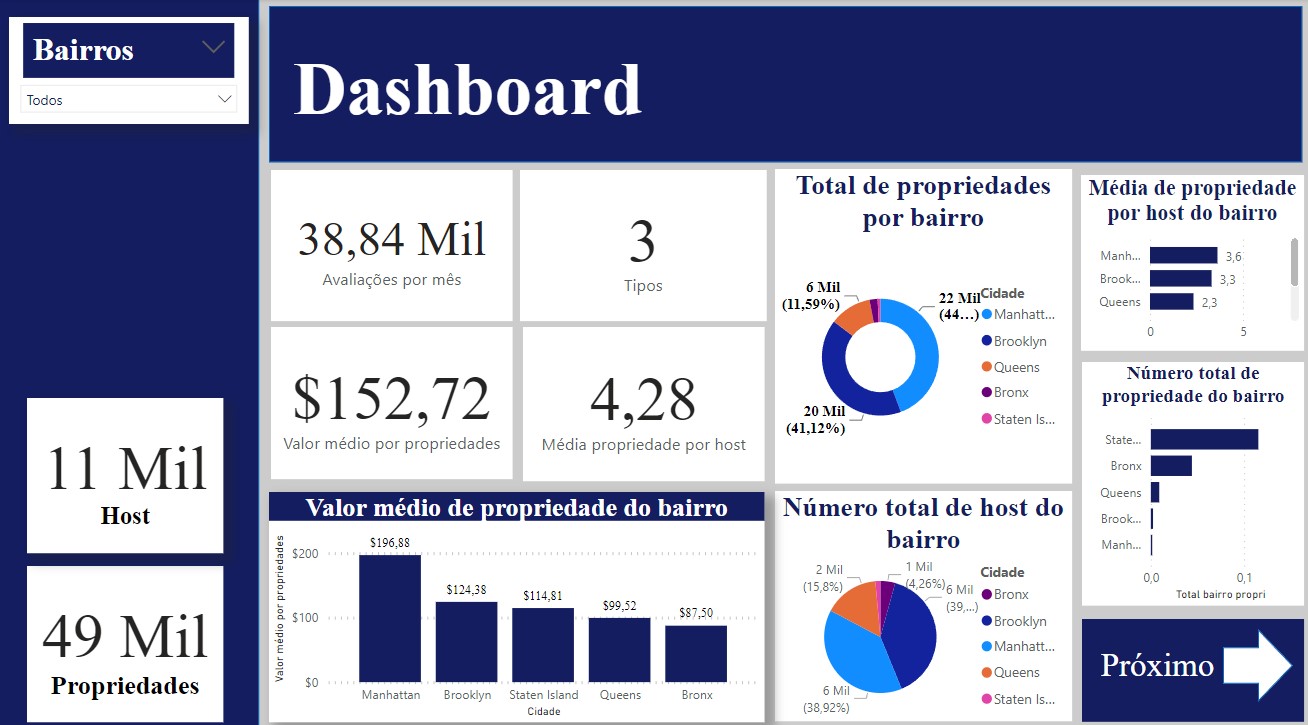 Bairros
Todos
Dashboard
38,84 Mil
Avaliações por mês
3
Tipos
$152,72
Valor médio por propriedades
4,28
Média propriedade por host
11 Mil
Host
49 Mil
Propriedades
Total de propriedades
por bairro
6 Mil
(11,59%)
22 Mil
(44…)
20 Mil
(41,12%)
Cidade
Manhatt...
Brooklyn
Queens
Bronx
Staten Is...
Média de propriedade
por host do bairro
Manh... 3,6
Brook... 3,3
Queens 2,3
0 5
Número total de
propriedade do bairro
State...
Bronx
Queens
Brook...
Manh...
0,0 0,1
Total bairro propri
Valor médio de propriedade do bairro
Valor médio por propriedades
$200
$100
$0
$196,88
$124,38
$114,81
$99,52
$87,50
Manhattan Brooklyn Staten Island Queens Bronx
Cidade
Número total de host do
bairro
2 Mil
(15,8%)
1 Mil
(4,26%)
6 Mil
(39,...)
6 Mil
(38,92%)
Cidade
Bronx
Brooklyn
Manhatt...
Queens
Staten Is...
Próximo